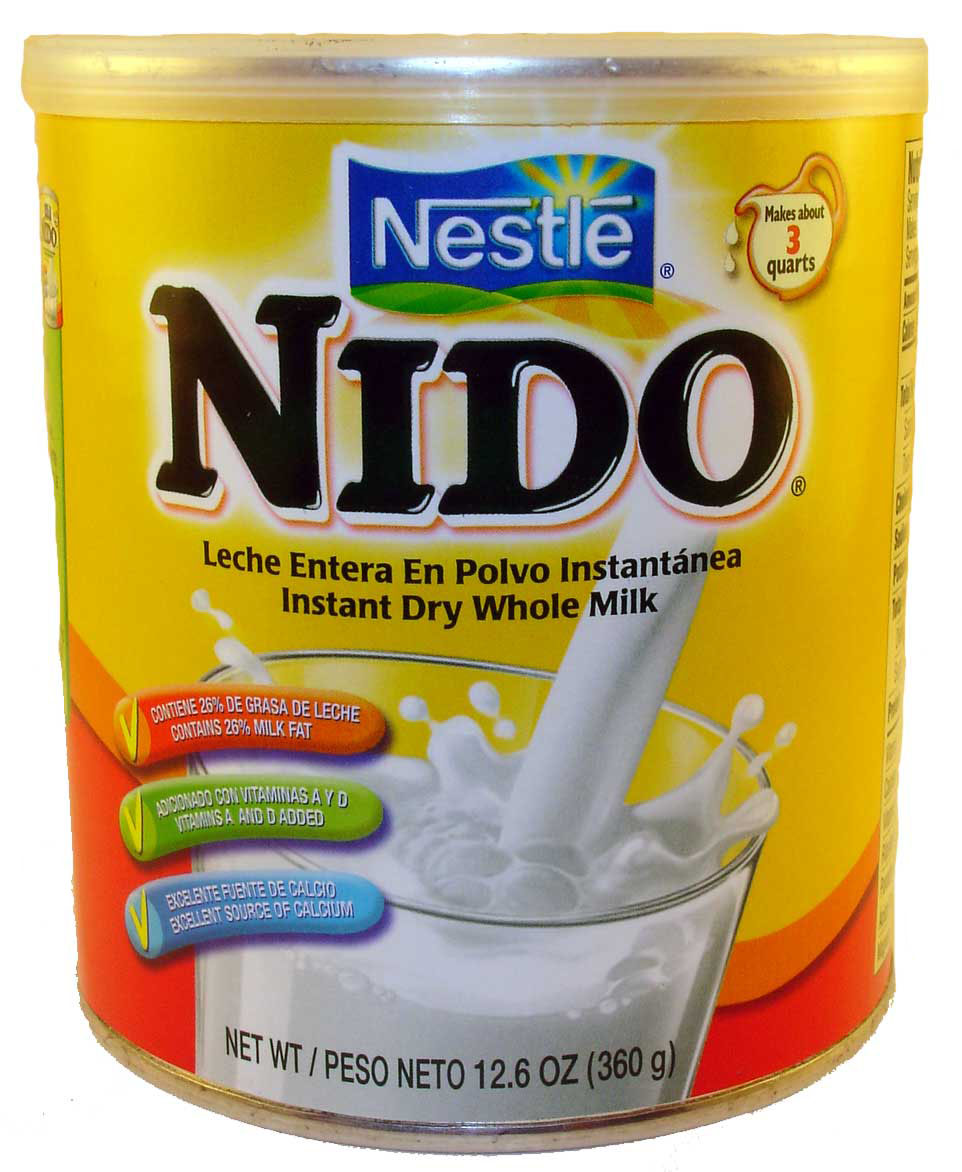 Nestlé
®
Makes about
3
quarts
NIDO
®
Leche Entera En Polvo Instantánea
Instant Dry Whole Milk
CONTIENE 26% DE GRASA DE LECHE
CONTAINS 26% MILK FAT
ADICIONADO CON VITAMINAS A Y D
VITAMINS A AND D ADDED
EXCELENTE FUENTE DE CALCIO
EXCELLENT SOURCE OF CALCIUM
NET WT / PESO NETO 12.6 OZ (360 g)